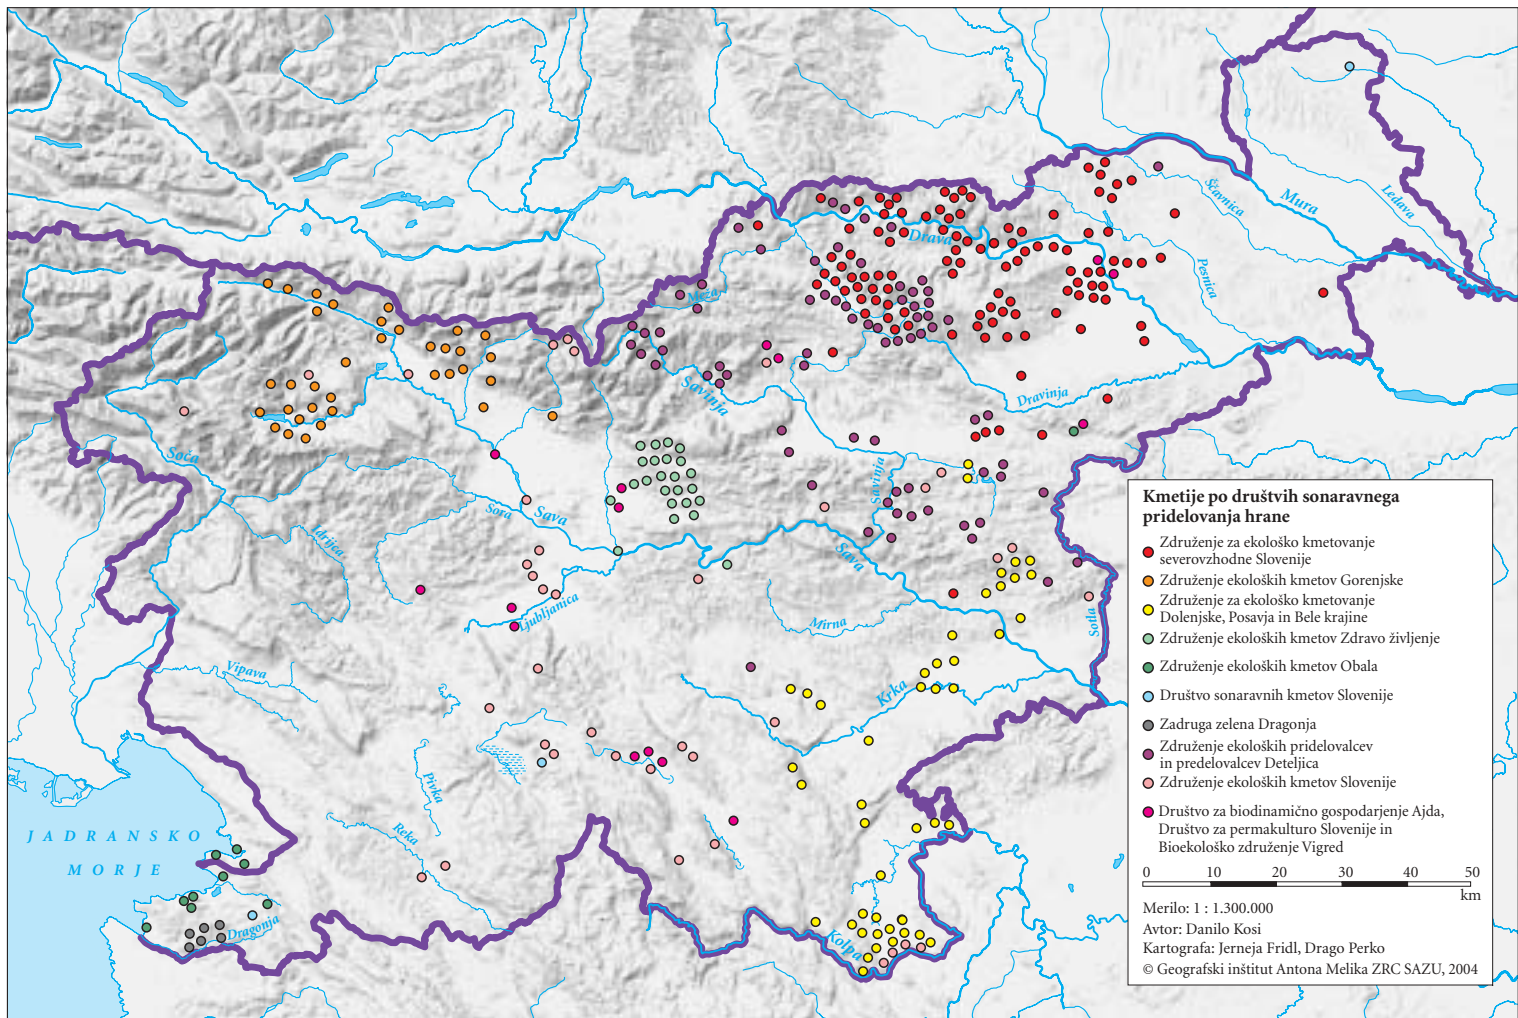 Ščavnica
Mura
Ledava
Drava
Pesnica
Meža
Savinja
Dravinja
Soča
Savinja
Idrijca
Sora
Sava
Sava
Ljubljanica
Mirna
Sotla
Vipava
Krka
Pivka
Reka
JADRANSKO
MORJE
Dragonja
Kolpa
Kmetije po društvih sonaravnega
pridelovanja hrane
Združenje za ekološko kmetovanje
severovzhodne Slovenije
Združenje ekoloških kmetov Gorenjske
Združenje za ekološko kmetovanje
Dolenjske, Posavja in Bele krajine
Združenje ekoloških kmetov Zdravo življenje
Združenje ekoloških kmetov Obala
Društvo sonaravnih kmetov Slovenije
Zadruga zelena Dragonja
Združenje ekoloških pridelovalcev
in predelovalcev Deteljica
Združenje ekoloških kmetov Slovenije
Društvo za biodinamično gospodarjenje Ajda,
Društvo za permakulturo Slovenije in
Bioekološko združenje Vigred
0 10 20 30 40 50
km
Merilo: 1 : 1.300.000
Avtor: Danilo Kosi
Kartografa: Jerneja Fridl, Drago Perko
© Geografski inštitut Antona Melika ZRC SAZU, 2004